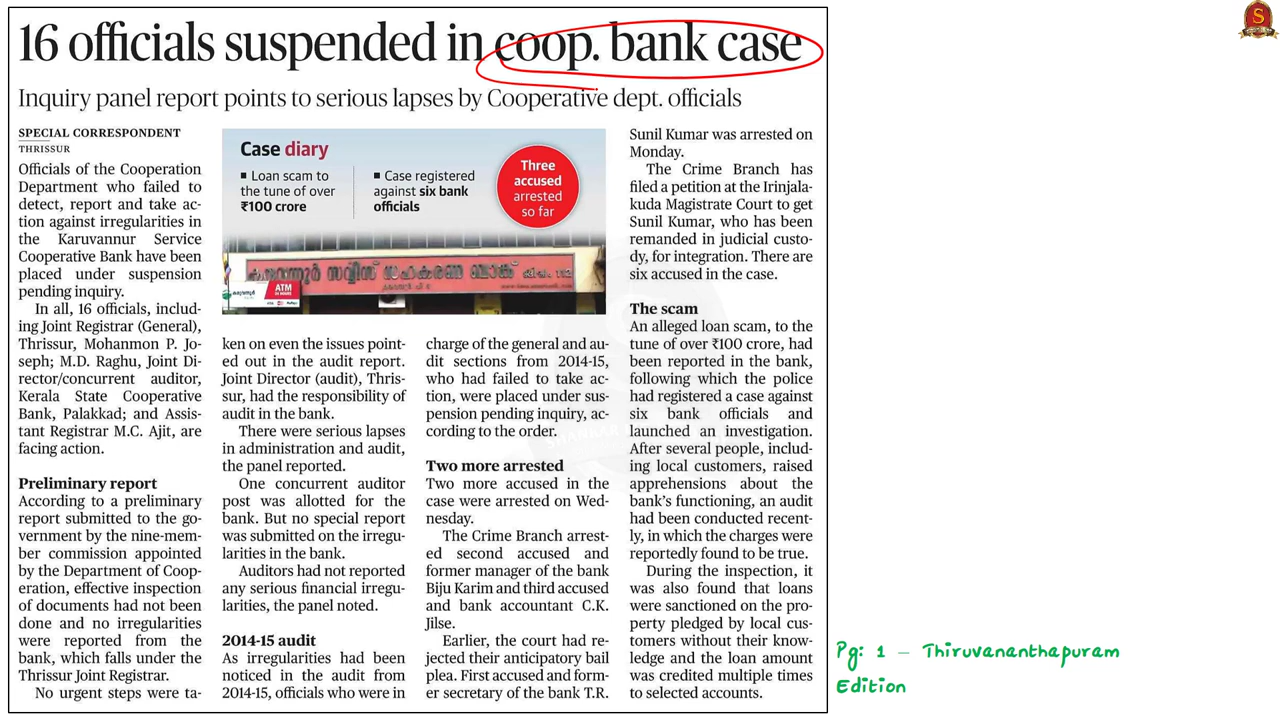 16 officials suspended in coop. bank case
Inquiry panel report points to serious lapses by Cooperative dept. officials
SPECIAL CORRESPONDENT
THRISSUR
Officials of the Cooperation
Department who failed to
detect, report and take ac-
tion against irregularities in
the Karuvannur Service
Cooperative Bank have been
placed under suspension
pending inquiry.
In all, 16 officials, includ-
ing Joint Registrar (General),
Thrissur, Mohanmon P. Jo-
seph; M.D. Raghu, Joint Di-
rector/concurrent auditor,
Kerala State Cooperative
Bank, Palakkad; and Assis-
tant Registrar M.C. Ajit, are
facing action.
Preliminary report
According to a preliminary
report submitted to the go-
vernment by the nine-mem-
ber commission appointed
by the Department of Coop-
eration, effective inspection
of documents had not been
done and no irregularities
were reported from the
bank, which falls under the
Thrissur Joint Registrar.
No urgent steps were ta-
Case diary
Loan scam to
the tune of over
₹100 crore
Case registered
against six bank
officials
Three
accused
arrested
so far
കരുവന്നൂർ സർവ്വീസ് സഹകരണ ബാങ്ക്
ATM
ken on even the issues point-
ed out in the audit report.
Joint Director (audit), Thris-
sur, had the responsibility of
audit in the bank.
There were serious lapses
in administration and audit,
the panel reported.
One concurrent auditor
post was allotted for the
bank. But no special report
was submitted on the irregu-
larities in the bank.
Auditors had not reported
any serious financial irregu-
larities, the panel noted.
2014-15 audit
As irregularities had been
noticed in the audit from
2014-15, officials who were in
charge of the general and au-
dit sections from 2014-15,
who had failed to take ac-
tion, were placed under sus-
pension pending inquiry, ac-
cording to the order.
Two more arrested
Two more accused in the
case were arrested on Wed-
nesday.
The Crime Branch arrest-
ed second accused and
former manager of the bank
Biju Karim and third accused
and bank accountant C.K.
Jilse.
Earlier, the court had re-
jected their anticipatory bail
plea. First accused and form-
er secretary of the bank T.R.
Sunil Kumar was arrested on
Monday.
The Crime Branch has
filed a petition at the Irinjala-
kuda Magistrate Court to get
Sunil Kumar, who has been
remanded in judicial custo-
dy, for integration. There are
six accused in the case.
The scam
An alleged loan scam, to the
tune of over ₹100 crore, had
been reported in the bank,
following which the police
had registered a case against
six bank officials and
launched an investigation.
After several people, includ-
ing local customers, raised
apprehensions about the
bank's functioning, an audit
had been conducted recent-
ly, in which the charges were
reportedly found to be true.
During the inspection, it
was also found that loans
were sanctioned on the pro-
perty pledged by local cus-
tomers without their know-
ledge and the loan amount
was credited multiple times
to selected accounts.
Pg: 1 – Thiruvananthapuram
Edition